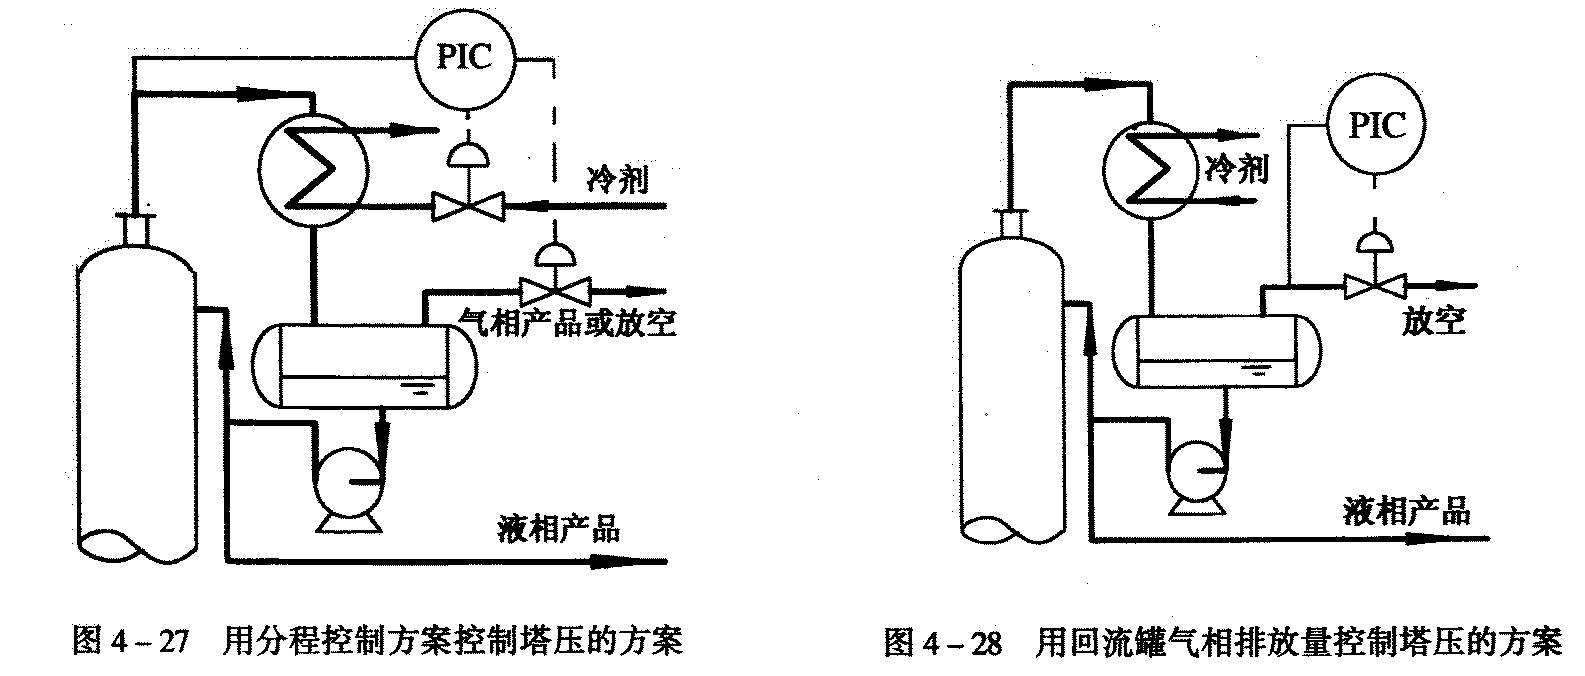 PIC
冷剂
气相产品或放空
液相产品
图 4－27 用分程控制方案控制塔压的方案
PIC
冷剂
放空
液相产品
图 4－28 用回流罐气相排放量控制塔压的方案